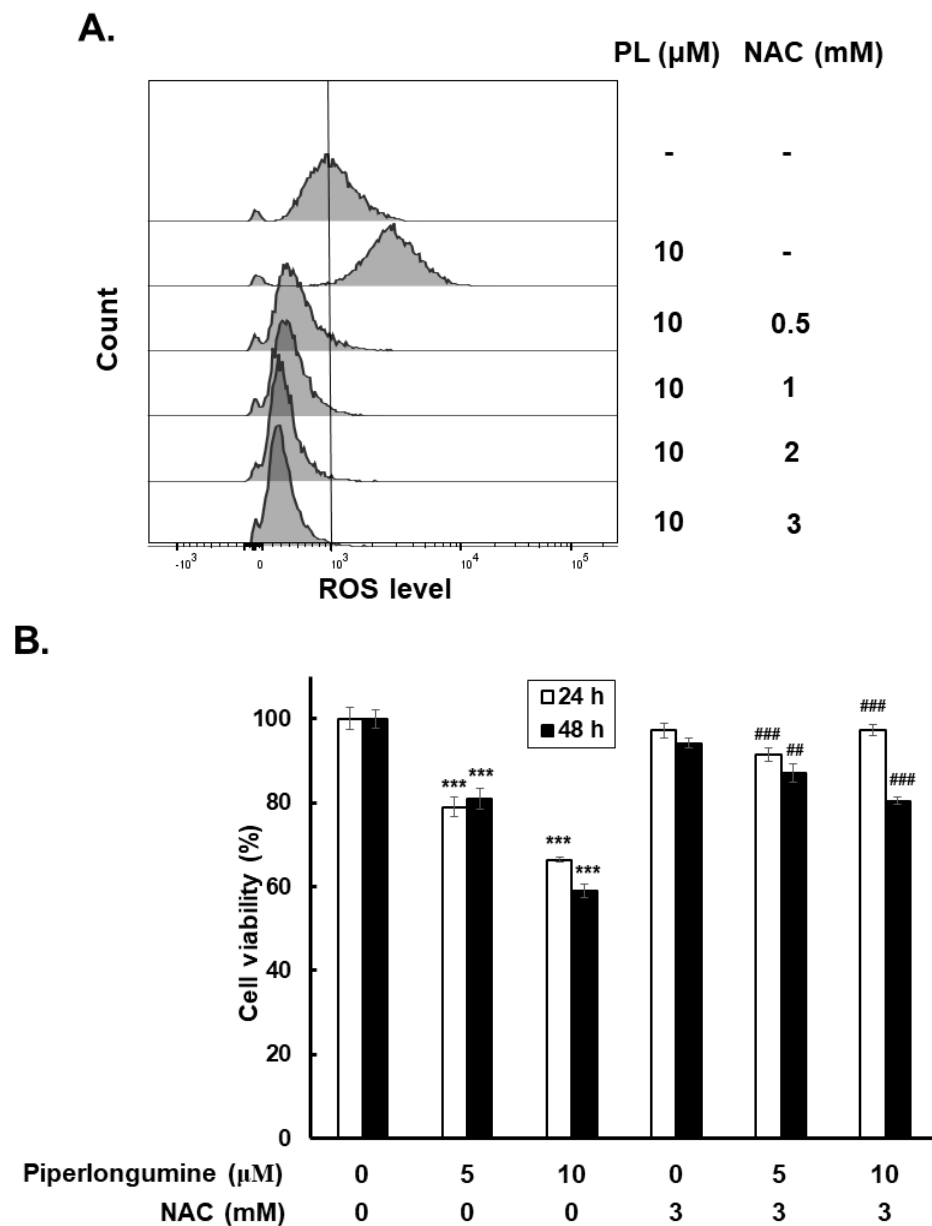 A.
PL (µM) NAC (mM)
- -
10 -
10 0.5
10 1
10 2
10 3
Count
-10³ 0 10³ 10⁴ 10⁵
ROS level
B.
24 h
48 h
Cell viability (%)
100
80
60
40
20
0
*** ***
*** ***
### ##
### ###
Piperlongumine (µM) 0 5 10 0 5 10
NAC (mM) 0 0 0 3 3 3